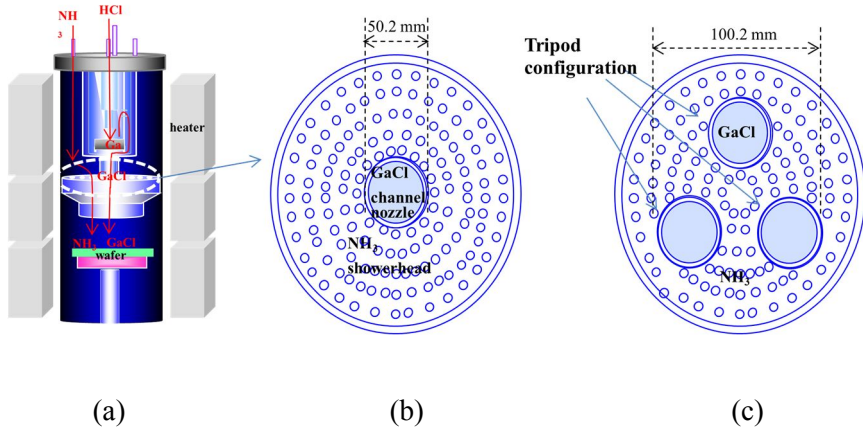 NH
3
HCl
heater
Ga
GaCl
NH₃ GaCl
wafer
(a)
50.2 mm
GaCl
channel
nozzle
NH₃
showerhead
(b)
Tripod
configuration
100.2 mm
GaCl
NH₃
(c)